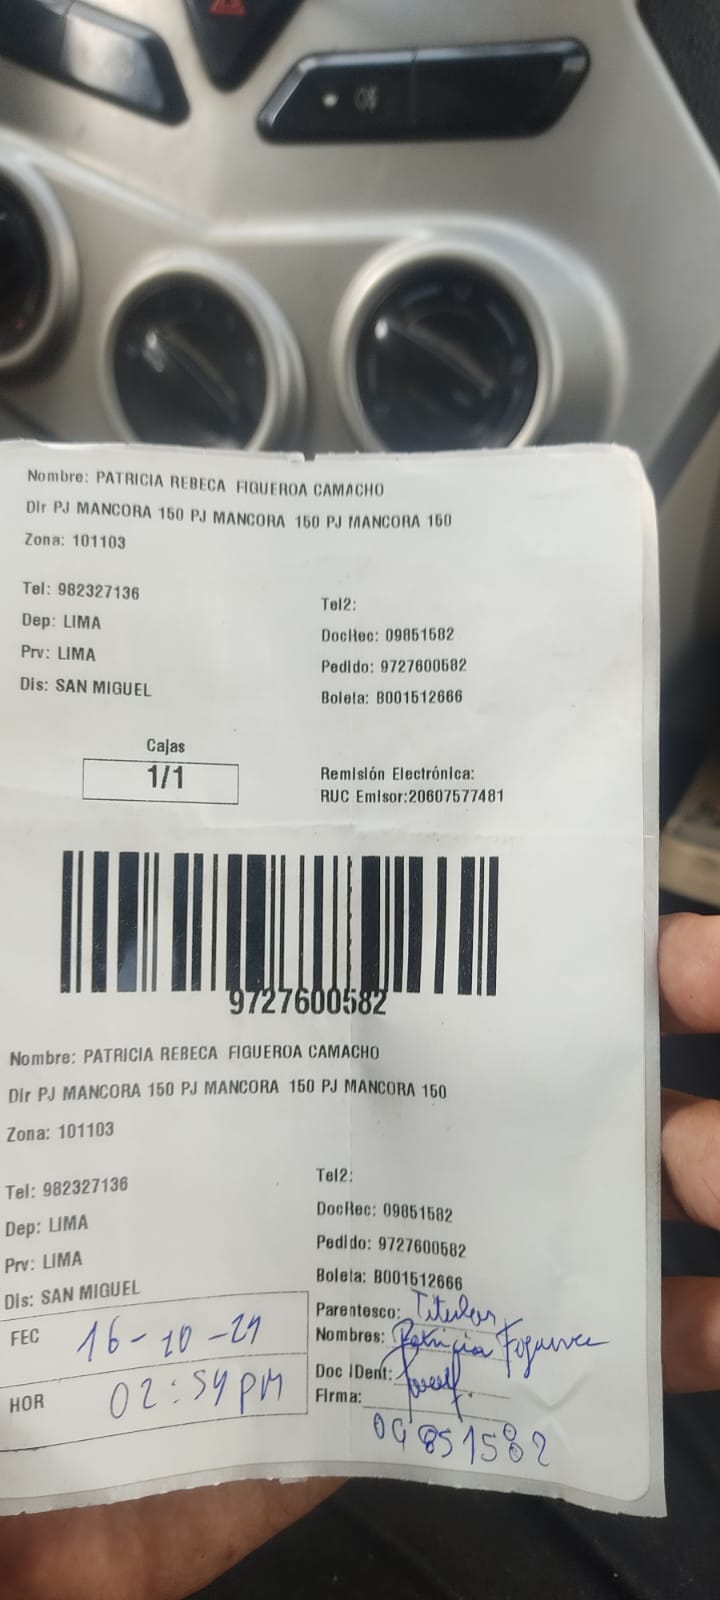 Nombre: PATRICIA REBECA FIGUEROA CAMACHO
Dir PJ MANCORA 150 PJ MANCORA 150 PJ MANCORA 150
Zona: 101103
Tel: 982327136
Dep: LIMA
Prv: LIMA
Dis: SAN MIGUEL
Tel2:
DocRec: 09851582
Pedido: 9727600582
Boleta: B001512666
Cajas
1/1
Remisión Electrónica:
RUC Emisor:20607577481
9727600582
Nombre: PATRICIA REBECA FIGUEROA CAMACHO
Dir PJ MANCORA 150 PJ MANCORA 150 PJ MANCORA 150
Zona: 101103
Tel: 982327136
Dep: LIMA
Prv: LIMA
Dis: SAN MIGUEL
Tel2:
DocRec: 09851582
Pedido: 9727600582
Boleta: B001512666
Parentesco: Titular
Nombres: Patricia Figueroa
Doc IDent:
Firma:
09851582
FEC 16-10-24
HOR 02:54 PM